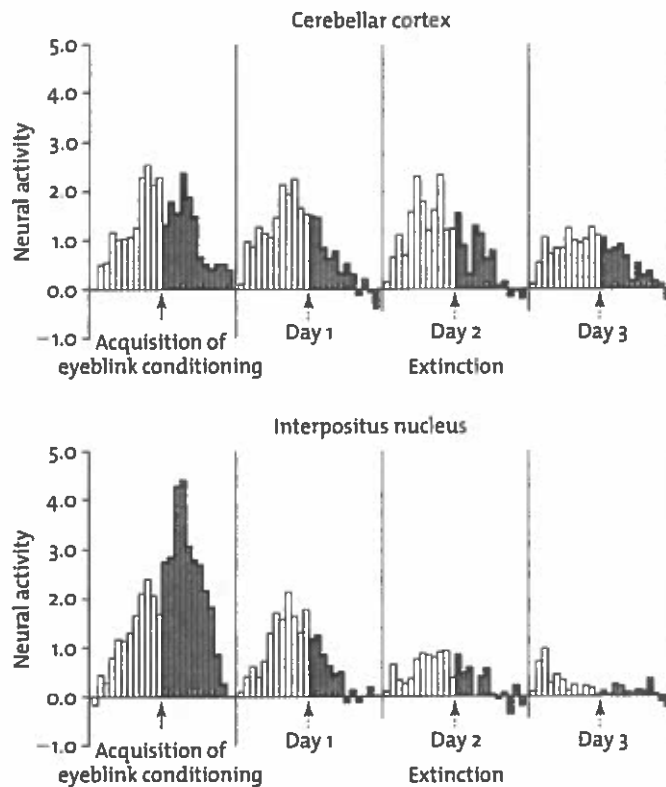 Cerebellar cortex
5.0
4.0
3.0
2.0
1.0
0.0
−1.0
Neural activity
Acquisition of
eyeblink conditioning
Day 1
Day 2
Day 3
Extinction
Interpositus nucleus
5.0
4.0
3.0
2.0
1.0
0.0
−1.0
Neural activity
Acquisition of
eyeblink conditioning
Day 1
Day 2
Day 3
Extinction